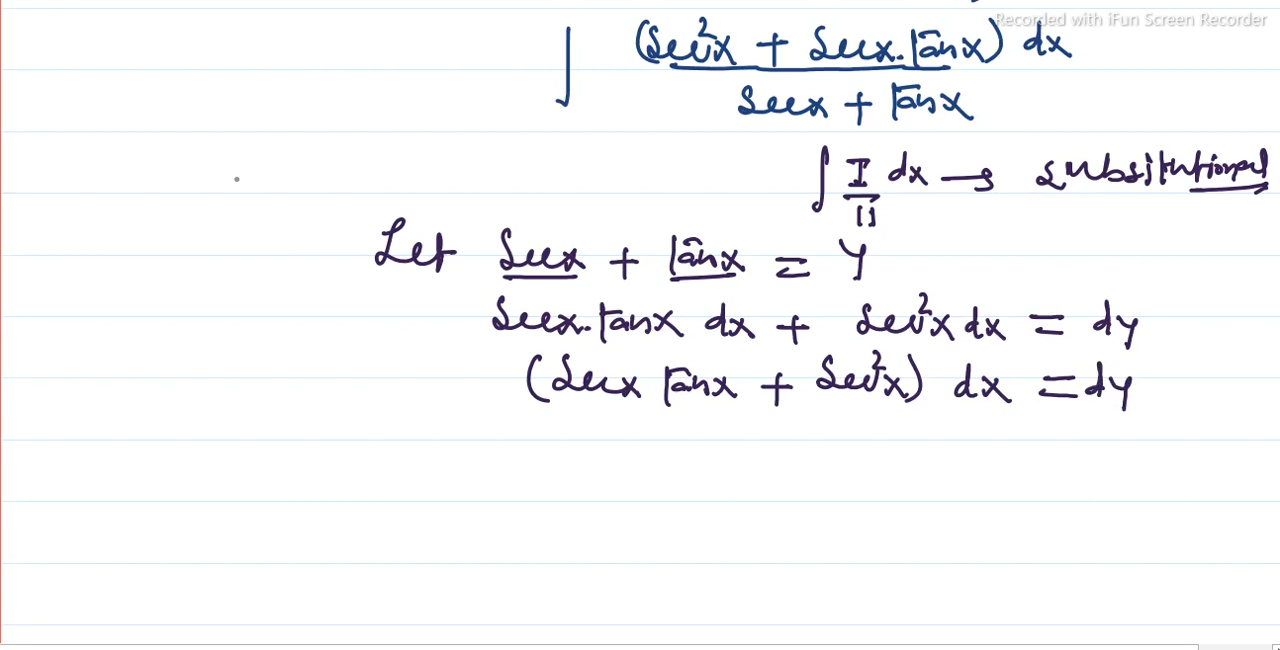 Recorded with iFun Screen Recorder
∫ (Sec²x + Secx.tanx) dx
Secx + tanx
∫ I/II dx → substitutional
Let Secx + tanx = y
Secx.tanx dx + Sec²x dx = dy
(Secx tanx + Sec²x) dx = dy